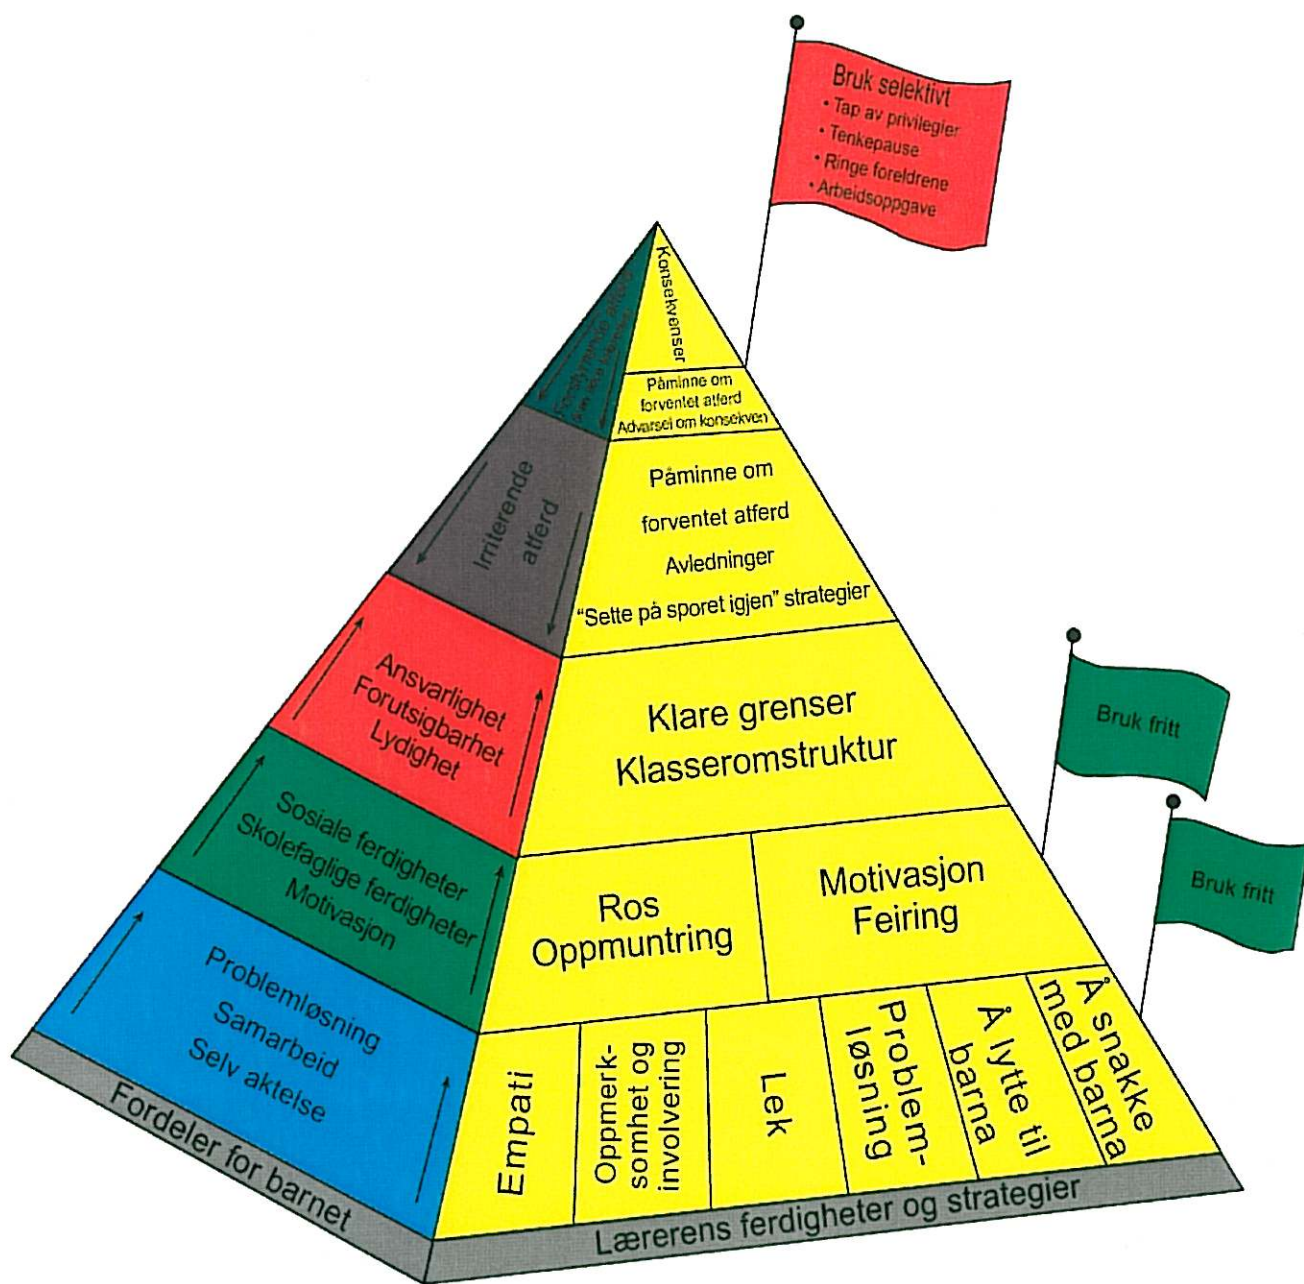 Bruk selektivt
• Tap av privilegier
• Tenkepause
• Ringe foreldrene
• Arbeidsoppgave
Konsekvenser
Påminne om
forventet atferd
Advarsel om konsekven
Påminne om
forventet atferd
Avledninger
"Sette på sporet igjen" strategier
Klare grenser
Klasseromstruktur
Ros
Oppmuntring
Motivasjon
Feiring
Empati
Oppmerk-
somhet og
involvering
Lek
Problem-
løsning
Å lytte til
barna
Å snakke
med barna
Lærerens ferdigheter og strategier
Forstyrrende atferd
Irriterende
atferd
Ansvarlighet
Forutsigbarhet
Lydighet
Sosiale ferdigheter
Skolefaglige ferdigheter
Motivasjon
Problemløsning
Samarbeid
Selv aktelse
Fordeler for barnet
Bruk fritt
Bruk fritt